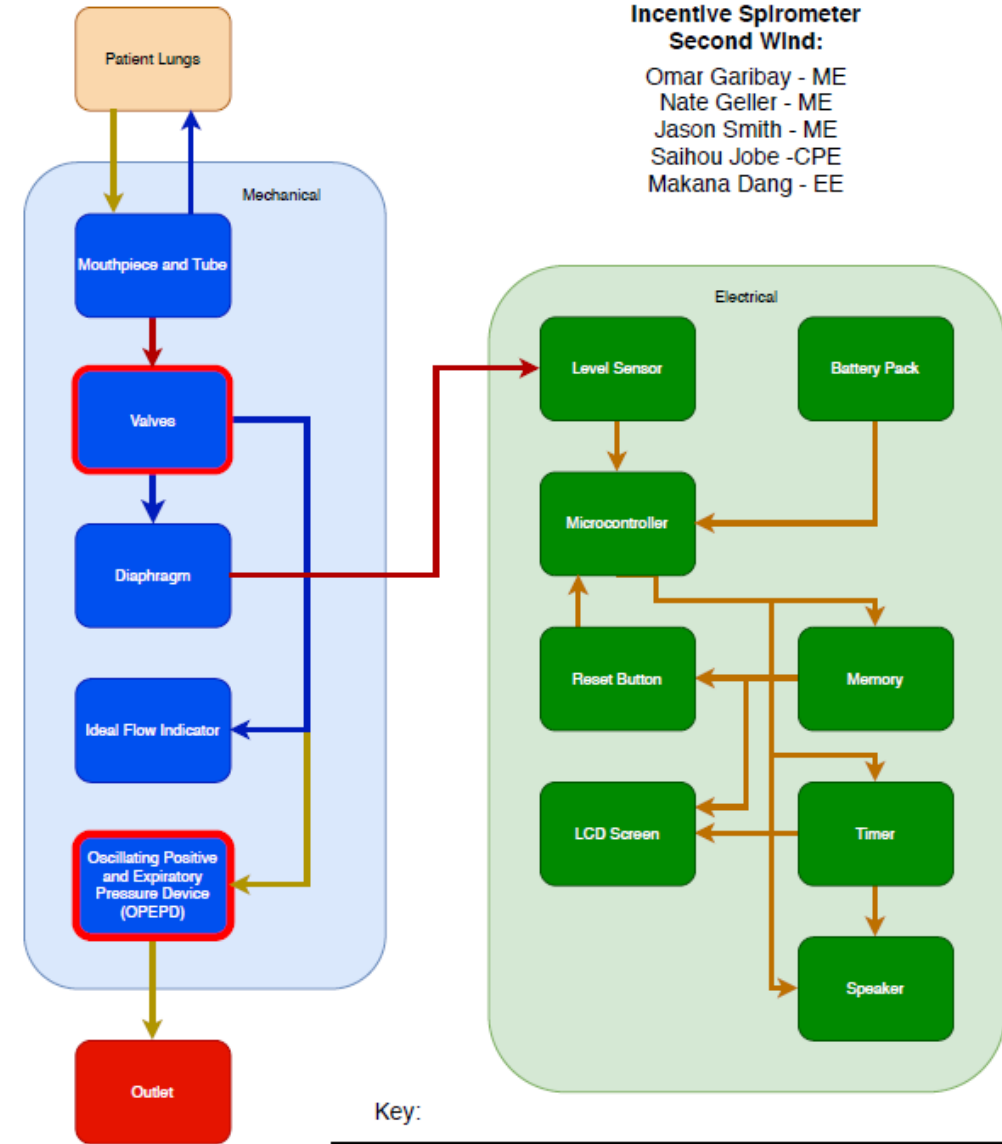 Incentive Spirometer
Second Wind:
Omar Garibay - ME
Nate Geller - ME
Jason Smith - ME
Saihou Jobe -CPE
Makana Dang - EE
Patient Lungs
Mechanical
Mouthpiece and Tube
Valves
Diaphragm
Ideal Flow Indicator
Oscillating Positive
and Expiratory
Pressure Device
(OPEPD)
Outlet
Electrical
Level Sensor
Battery Pack
Microcontroller
Reset Button
Memory
LCD Screen
Timer
Speaker
Key: